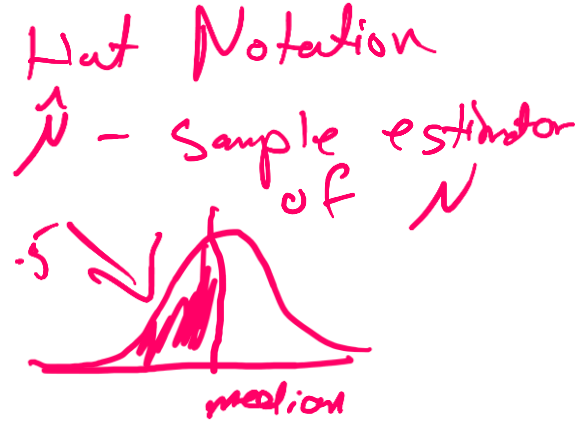 Hat Notation
μ̂ - sample estimator
of μ
.5
median